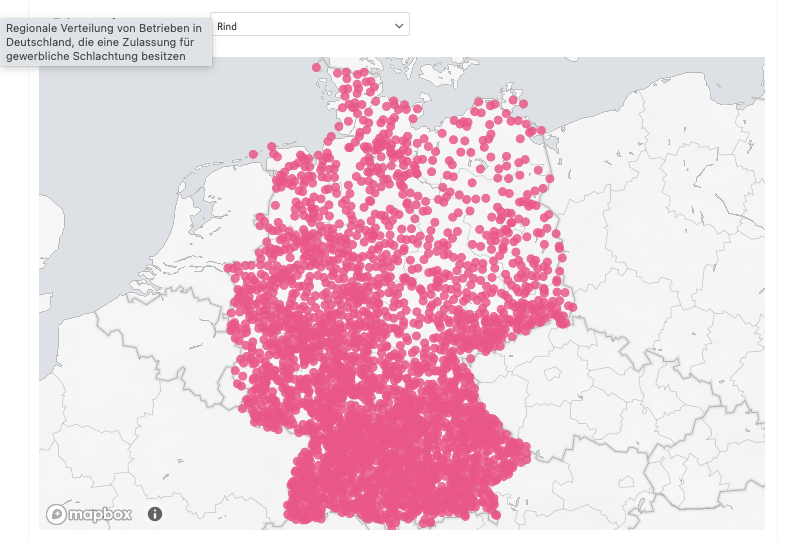 Regionale Verteilung von Betrieben in
Deutschland, die eine Zulassung für
gewerbliche Schlachtung besitzen
Rind
mapbox
i